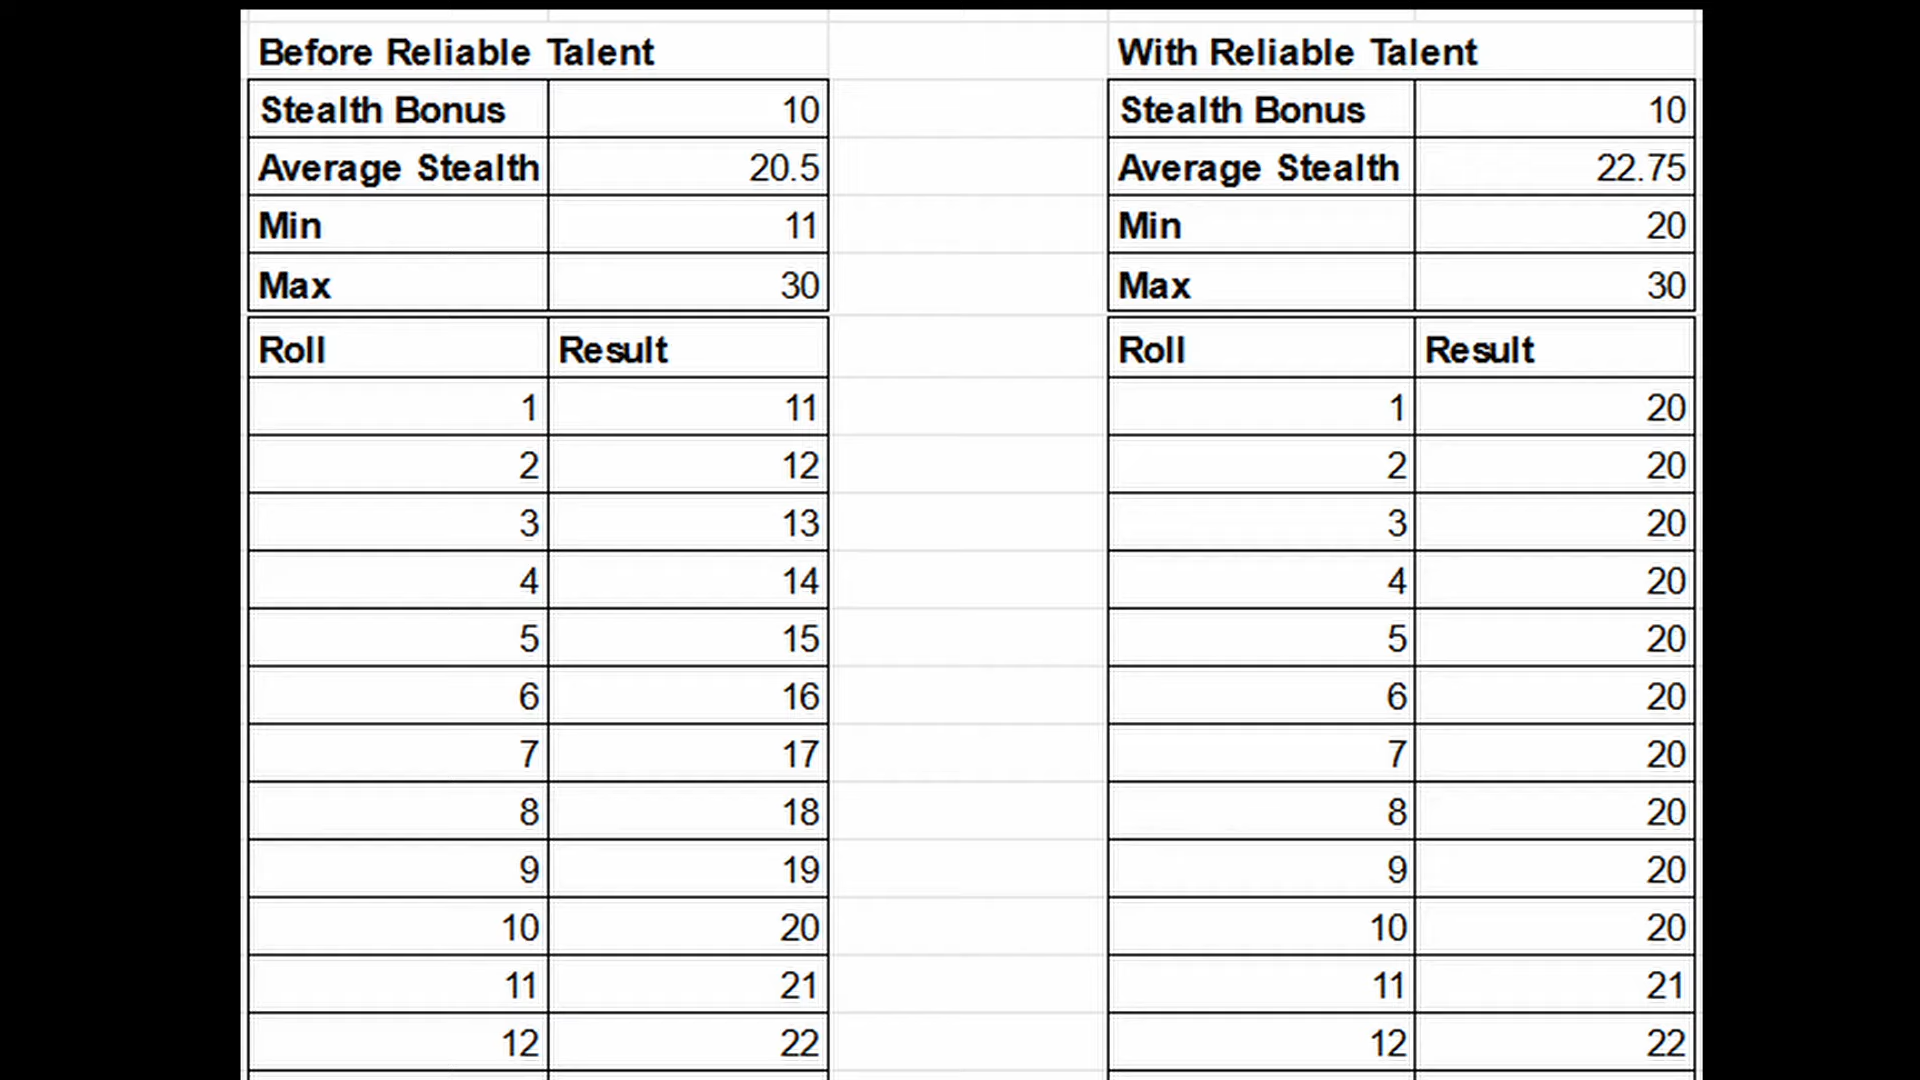 Before Reliable Talent With Reliable Talent
Stealth Bonus 10 Stealth Bonus 10
Average Stealth 20.5 Average Stealth 22.75
Min 11 Min 20
Max 30 Max 30
Roll Result Roll Result
1 11 1 20
2 12 2 20
3 13 3 20
4 14 4 20
5 15 5 20
6 16 6 20
7 17 7 20
8 18 8 20
9 19 9 20
10 20 10 20
11 21 11 21
12 22 12 22